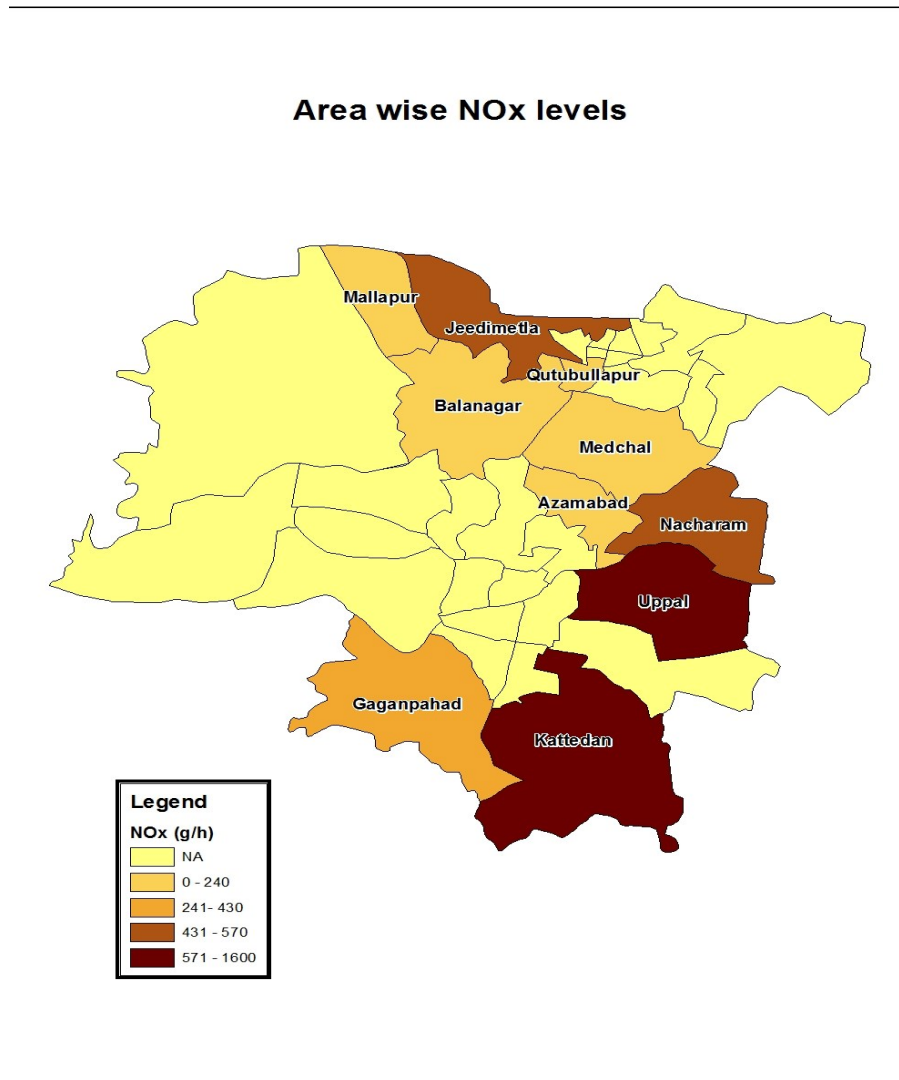 Area wise NOx levels
Mallapur
Jeedimetla
Qutubullapur
Balanagar
Medchal
Azamabad
Nacharam
Uppal
Gaganpahad
Kattedan
Legend
NOx (g/h)
NA
0 - 240
241- 430
431 - 570
571 - 1600